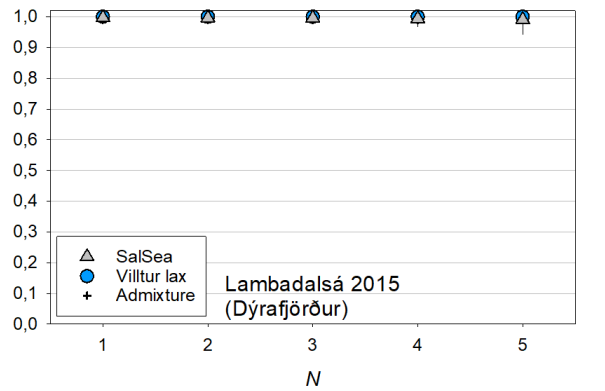 1,0
0,9
0,8
0,7
0,6
0,5
0,4
0,3
0,2
0,1
0,0
SalSea
Villtur lax
Admixture
Lambadalsá 2015
(Dýrafjörður)
1 2 3 4 5
N